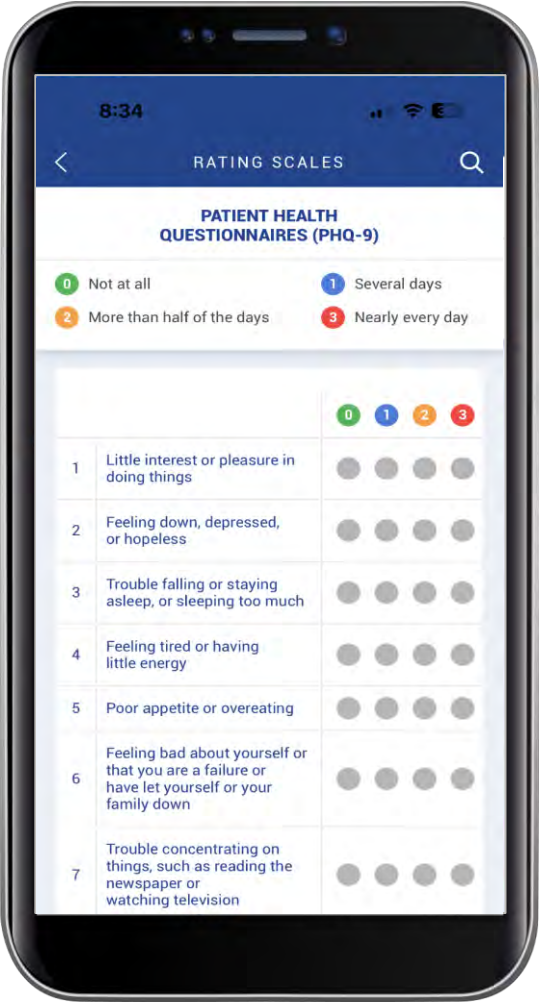 8:34
RATING SCALES
PATIENT HEALTH
QUESTIONNAIRES (PHQ-9)
0 Not at all
1 Several days
2 More than half of the days
3 Nearly every day
0 1 2 3
1 Little interest or pleasure in
doing things
2 Feeling down, depressed,
or hopeless
3 Trouble falling or staying
asleep, or sleeping too much
4 Feeling tired or having
little energy
5 Poor appetite or overeating
6 Feeling bad about yourself or
that you are a failure or
have let yourself or your
family down
7 Trouble concentrating on
things, such as reading the
newspaper or
watching television